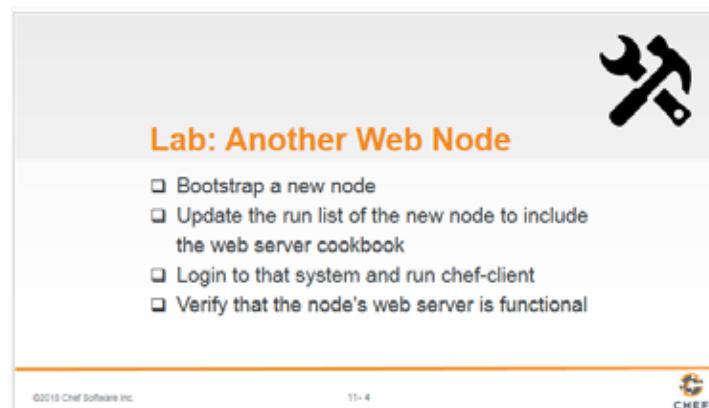 Lab: Another Web Node
❑ Bootstrap a new node
❑ Update the run list of the new node to include
the web server cookbook
❑ Login to that system and run chef-client
❑ Verify that the node's web server is functional
©2015 Chef Software Inc.
11- 4
CHEF